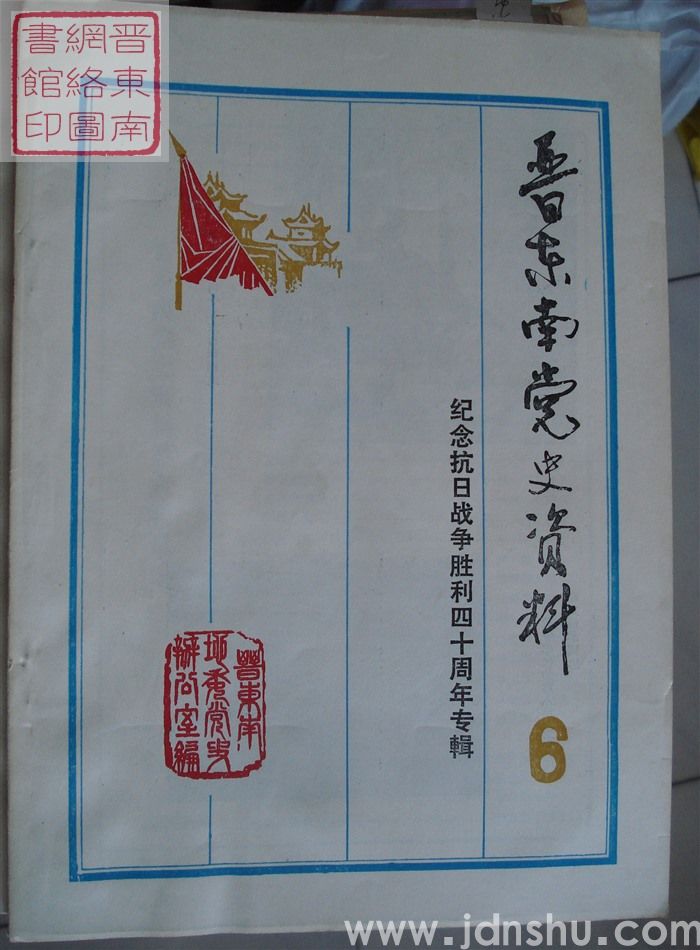 晋东南党史资料
6
纪念抗日战争胜利四十周年专輯
晋東南
地委党史
辦公室編
晋東南
網絡圖
書館印
www.jdnshu.com